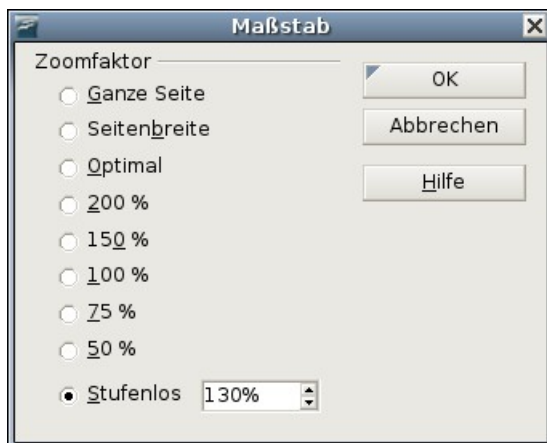 Maßstab
Zoomfaktor
Ganze Seite
Seitenbreite
Optimal
200 %
150 %
100 %
75 %
50 %
Stufenlos 130%
OK
Abbrechen
Hilfe